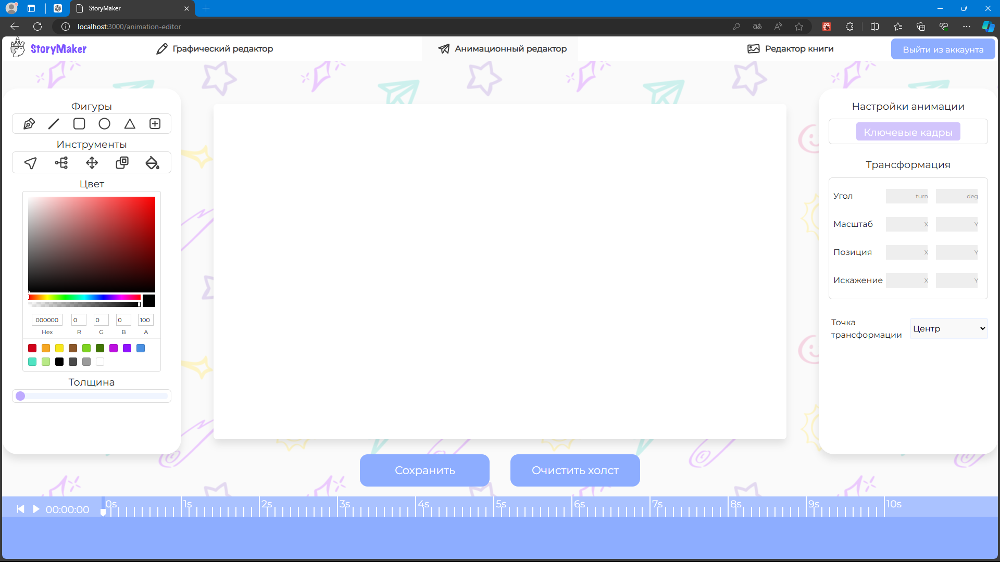 StoryMaker
localhost:3000/animation-editor
StoryMaker
Графический редактор
Анимационный редактор
Редактор книги
Выйти из аккаунта
Фигуры
Инструменты
Цвет
000000 0 0 0 100
Hex R G B A
Толщина
Настройки анимации
Ключевые кадры
Трансформация
Угол turn deg
Масштаб X Y
Позиция X Y
Искажение X Y
Точка
трансформации
Центр
Сохранить
Очистить холст
00:00:00
0s 1s 2s 3s 4s 5s 6s 7s 8s 9s 10s